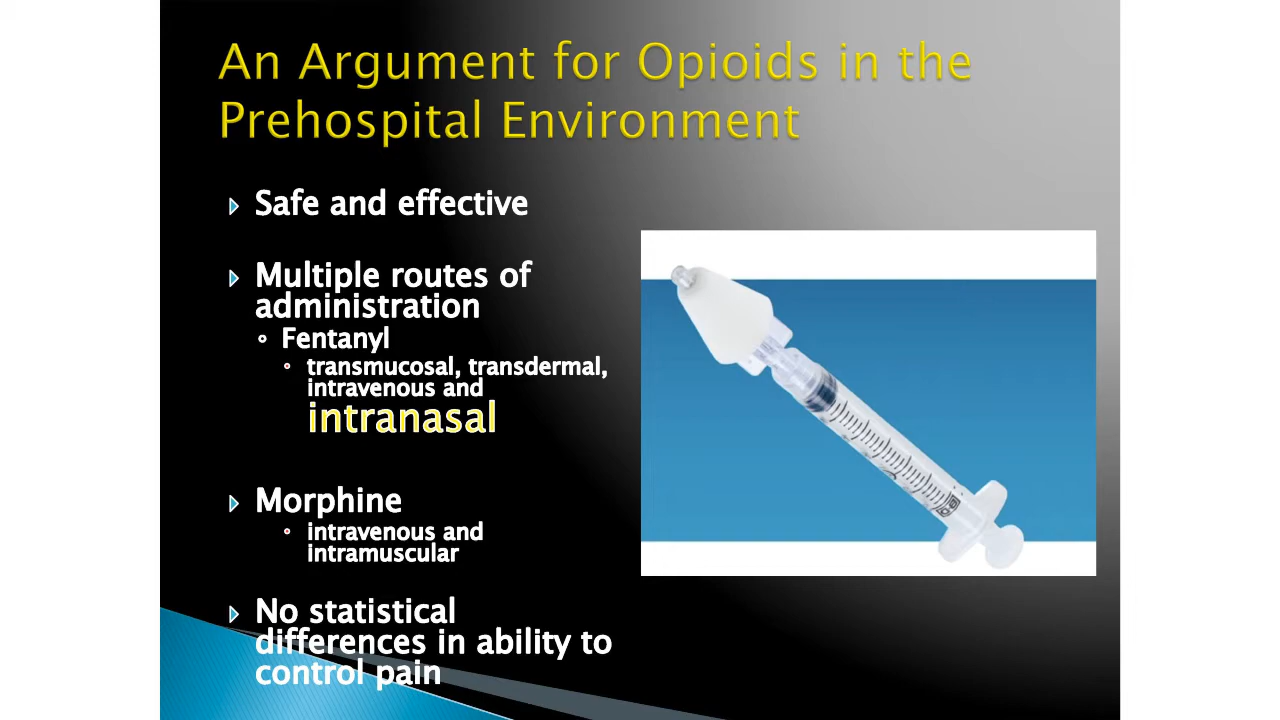 An Argument for Opioids in the
Prehospital Environment
Safe and effective
Multiple routes of
administration
Fentanyl
transmucosal, transdermal,
intravenous and
intranasal
Morphine
intravenous and
intramuscular
No statistical
differences in ability to
control pain